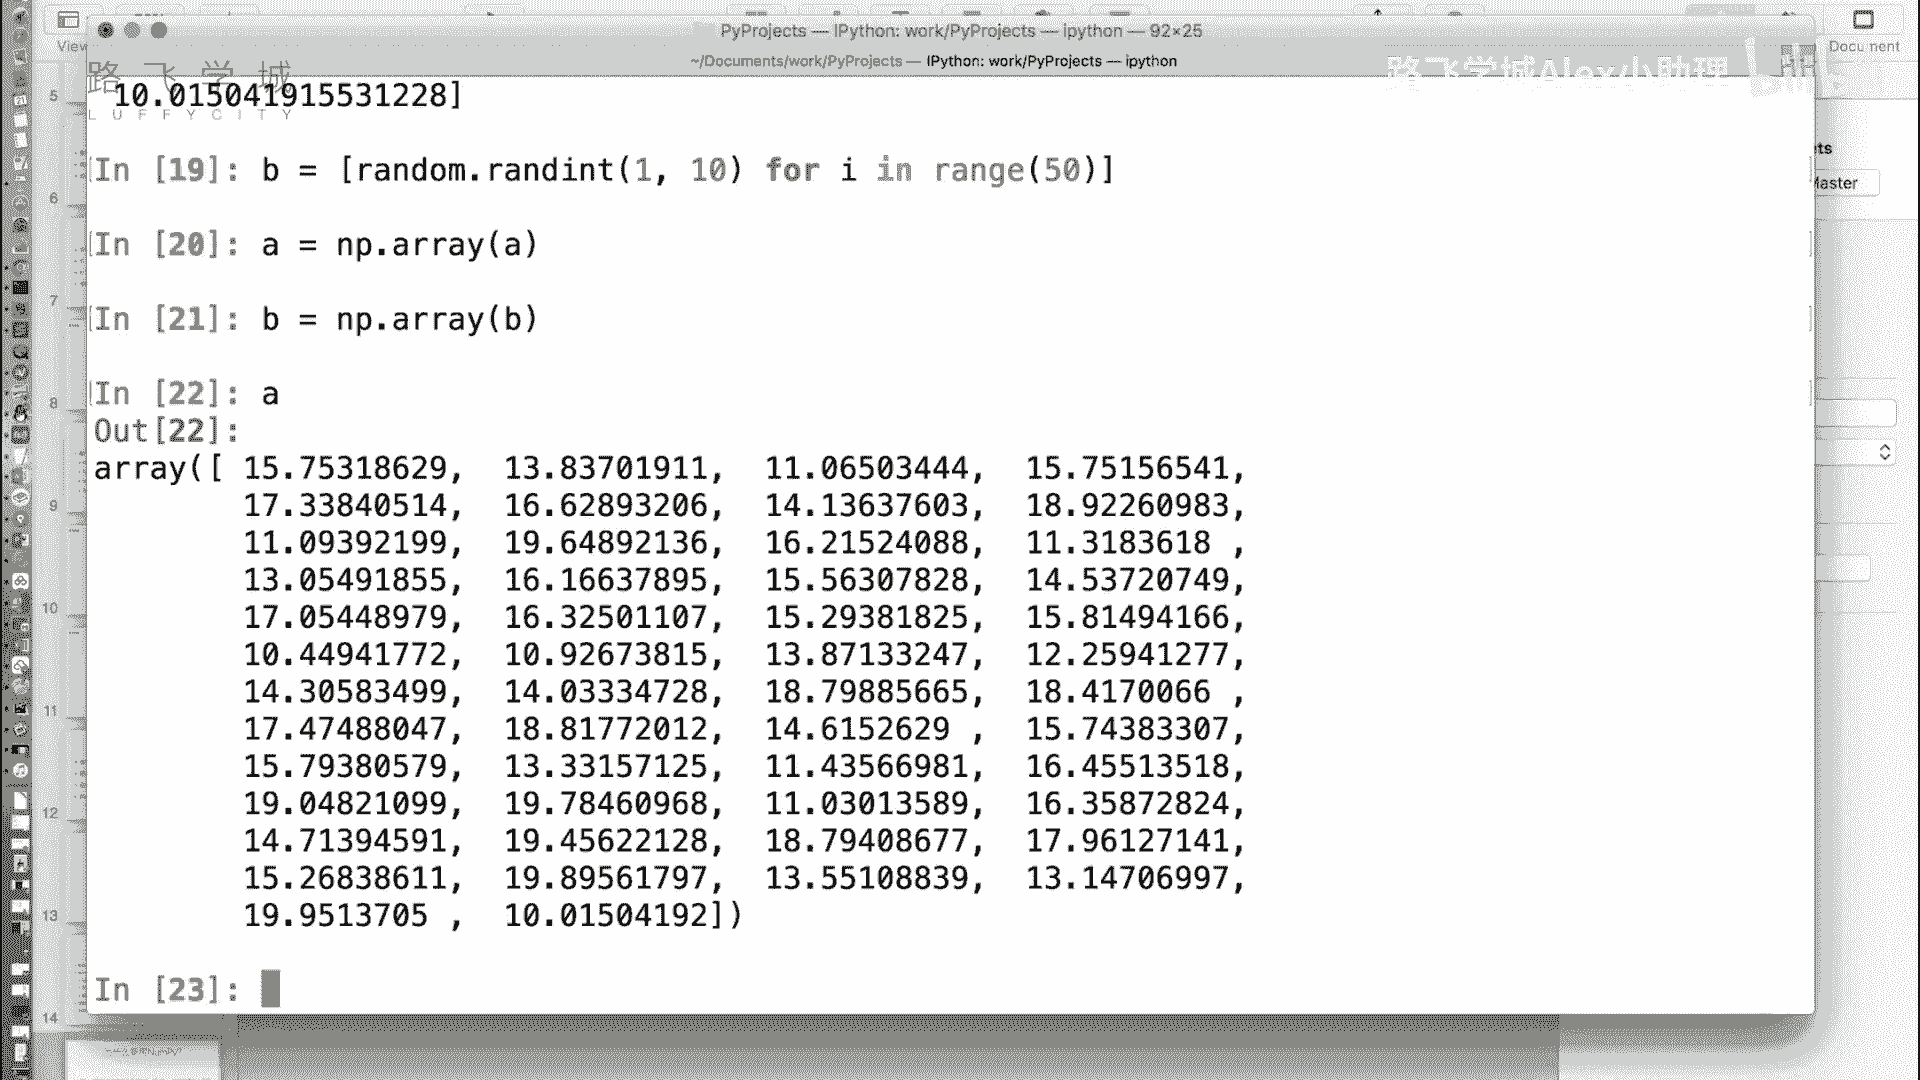 PyProjects — IPython: work/PyProjects — ipython — 92×25
~/Documents/work/PyProjects — IPython: work/PyProjects — ipython
View
Document
路 飞 学 城
LUFFYCITY
路飞学城Alex小助理
10.015041915531228]
In [19]: b = [random.randint(1, 10) for i in range(50)]
In [20]: a = np.array(a)
In [21]: b = np.array(b)
In [22]: a
Out[22]:
array([ 15.75318629,  13.83701911,  11.06503444,  15.75156541,
17.33840514,  16.62893206,  14.13637603,  18.92260983,
11.09392199,  19.64892136,  16.21524088,  11.3183618 ,
13.05491855,  16.16637895,  15.56307828,  14.53720749,
17.05448979,  16.32501107,  15.29381825,  15.81494166,
10.44941772,  10.92673815,  13.87133247,  12.25941277,
14.30583499,  14.03334728,  18.79885665,  18.4170066 ,
17.47488047,  18.81772012,  14.6152629 ,  15.74383307,
15.79380579,  13.33157125,  11.43566981,  16.45513518,
19.04821099,  19.78460968,  11.03013589,  16.35872824,
14.71394591,  19.45622128,  18.79408677,  17.96127141,
15.26838611,  19.89561797,  13.55108839,  13.14706997,
19.9513705 ,  10.01504192])
In [23]:
5
6
7
8
9
10
11
12
13
14